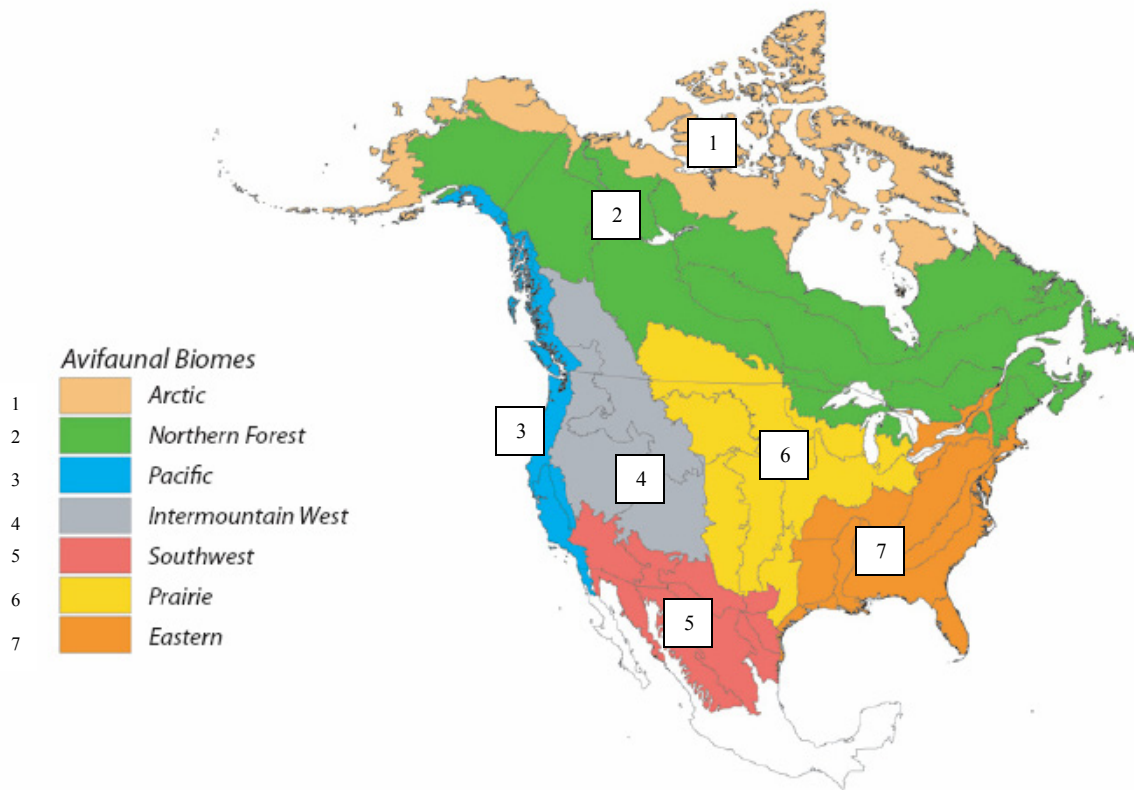 1
2
3
4
6
7
5
Avifaunal Biomes
1 Arctic
2 Northern Forest
3 Pacific
4 Intermountain West
5 Southwest
6 Prairie
7 Eastern